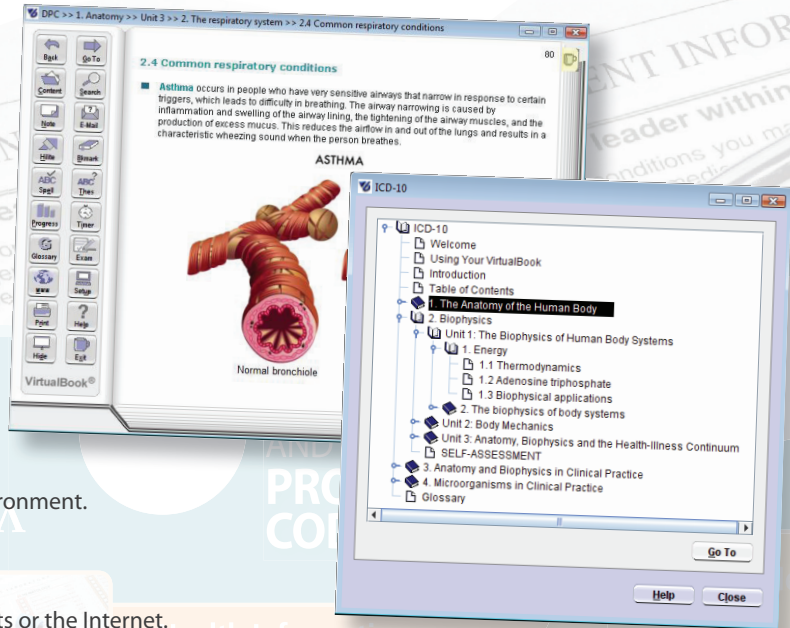 DPC >> 1. Anatomy >> Unit 3 >> 2. The respiratory system >> 2.4 Common respiratory conditions
80
Back
Go To
Content
Search
Note
E-Mail
Hilite
Bkmark
ABC
Spell
ABC?
Thes
Progress
Timer
Glossary
Exam
www
Setup
Print
Help
Hide
Exit
VirtualBook®
2.4 Common respiratory conditions
Asthma occurs in people who have very sensitive airways that narrow in response to certain
triggers, which leads to difficulty in breathing. The airway narrowing is caused by
inflammation and swelling of the airway lining, the tightening of the airway muscles, and the
production of excess mucus. This reduces the airflow in and out of the lungs and results in a
characteristic wheezing sound when the person breathes.
ASTHMA
Normal bronchiole
ICD-10
ICD-10
Welcome
Using Your VirtualBook
Introduction
Table of Contents
1. The Anatomy of the Human Body
2. Biophysics
Unit 1: The Biophysics of Human Body Systems
1. Energy
1.1 Thermodynamics
1.2 Adenosine triphosphate
1.3 Biophysical applications
2. The biophysics of body systems
Unit 2: Body Mechanics
Unit 3: Anatomy, Biophysics and the Health-Illness Continuum
SELF-ASSESSMENT
3. Anatomy and Biophysics in Clinical Practice
4. Microorganisms in Clinical Practice
Glossary
Go To
Help
Close
leader within
AND
or the Internet.